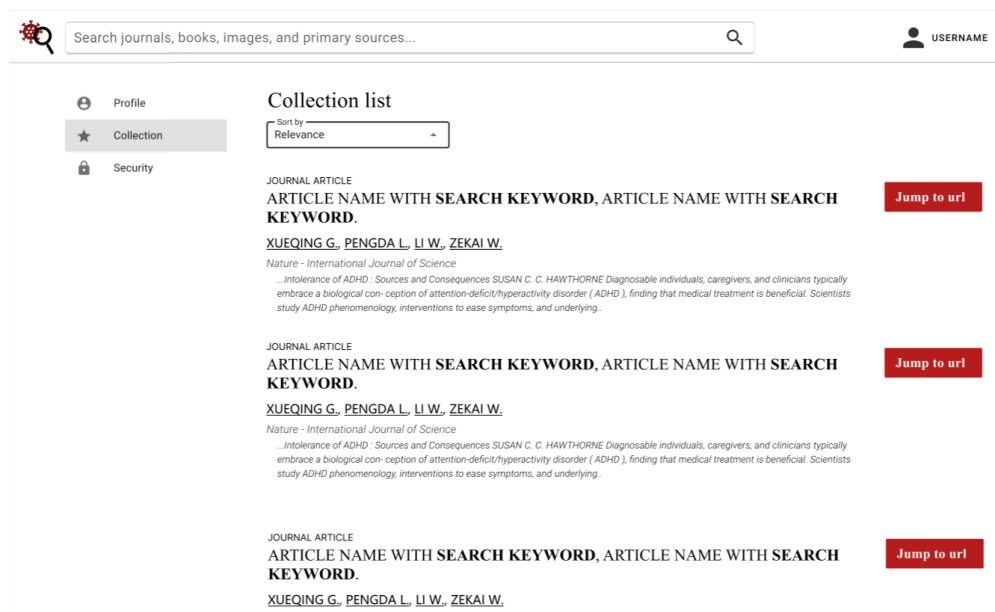 Search journals, books, images, and primary sources...
USERNAME
Profile
Collection
Security
Collection list
Sort by
Relevance
JOURNAL ARTICLE
ARTICLE NAME WITH SEARCH KEYWORD, ARTICLE NAME WITH SEARCH
KEYWORD.
Jump to url
XUEQING G., PENGDA L., LI W., ZEKAI W.
Nature - International Journal of Science
...Intolerance of ADHD : Sources and Consequences SUSAN C. C. HAWTHORNE Diagnosable individuals, caregivers, and clinicians typically
embrace a biological con- ception of attention-deficit/hyperactivity disorder ( ADHD ), finding that medical treatment is beneficial. Scientists
study ADHD phenomenology, interventions to ease symptoms, and underlying..
JOURNAL ARTICLE
ARTICLE NAME WITH SEARCH KEYWORD, ARTICLE NAME WITH SEARCH
KEYWORD.
Jump to url
XUEQING G., PENGDA L., LI W., ZEKAI W.
Nature - International Journal of Science
...Intolerance of ADHD : Sources and Consequences SUSAN C. C. HAWTHORNE Diagnosable individuals, caregivers, and clinicians typically
embrace a biological con- ception of attention-deficit/hyperactivity disorder ( ADHD ), finding that medical treatment is beneficial. Scientists
study ADHD phenomenology, interventions to ease symptoms, and underlying..
JOURNAL ARTICLE
ARTICLE NAME WITH SEARCH KEYWORD, ARTICLE NAME WITH SEARCH
KEYWORD.
Jump to url
XUEQING G., PENGDA L., LI W., ZEKAI W.